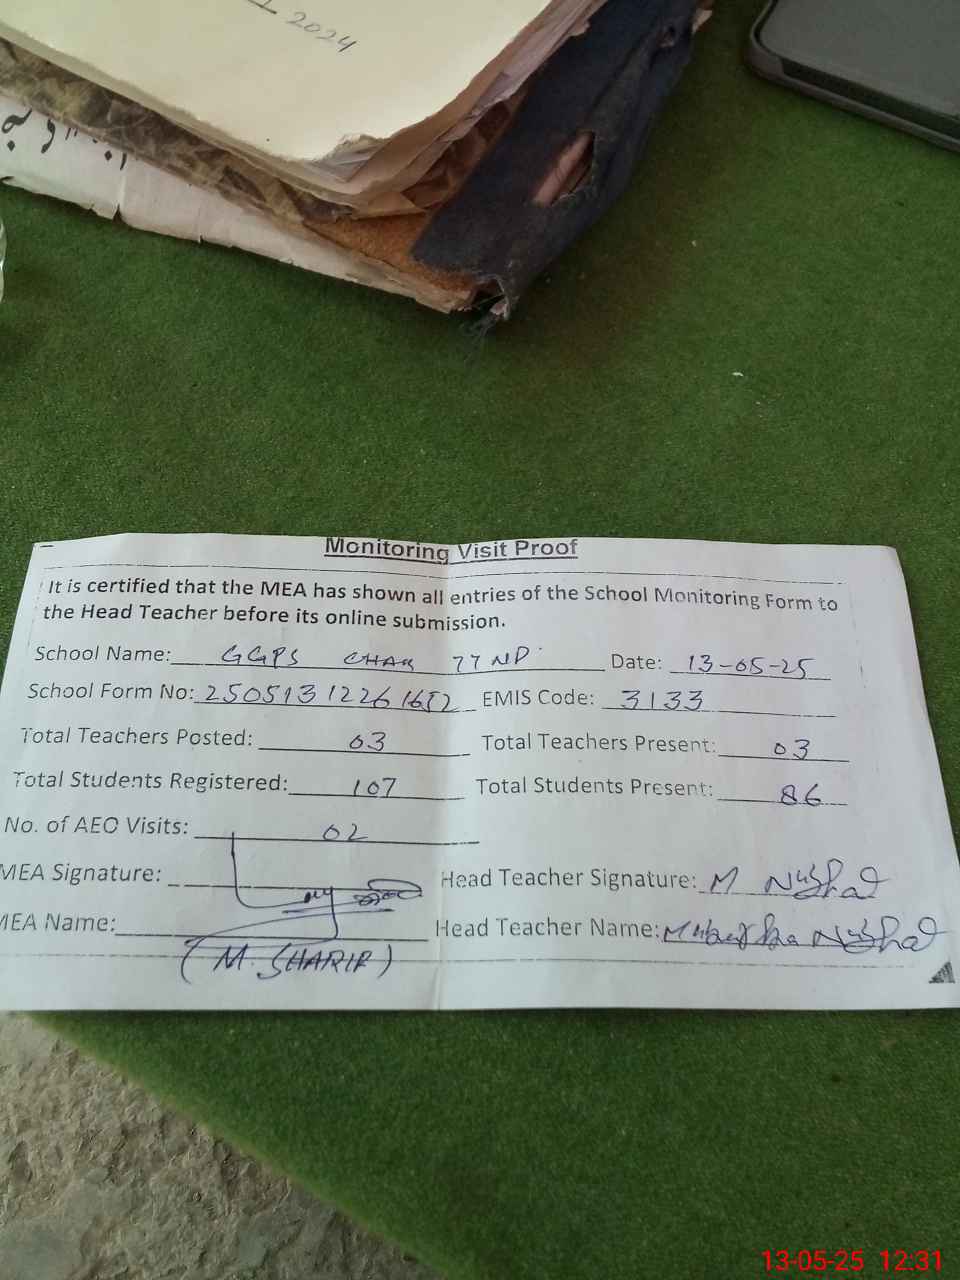 2024
Monitoring Visit Proof
It is certified that the MEA has shown all entries of the School Monitoring Form to
the Head Teacher before its online submission.
School Name: GGPS CHAK 77 NP Date: 13-05-25
School Form No: 2505131226 1652 EMIS Code: 3133
Total Teachers Posted: 03 Total Teachers Present: 03
Total Students Registered: 107 Total Students Present: 86
No. of AEO Visits: 02
MEA Signature: Head Teacher Signature: M Nushat
MEA Name: Head Teacher Name: Nushat
(M. SHARIF)
13-05-25 12:31